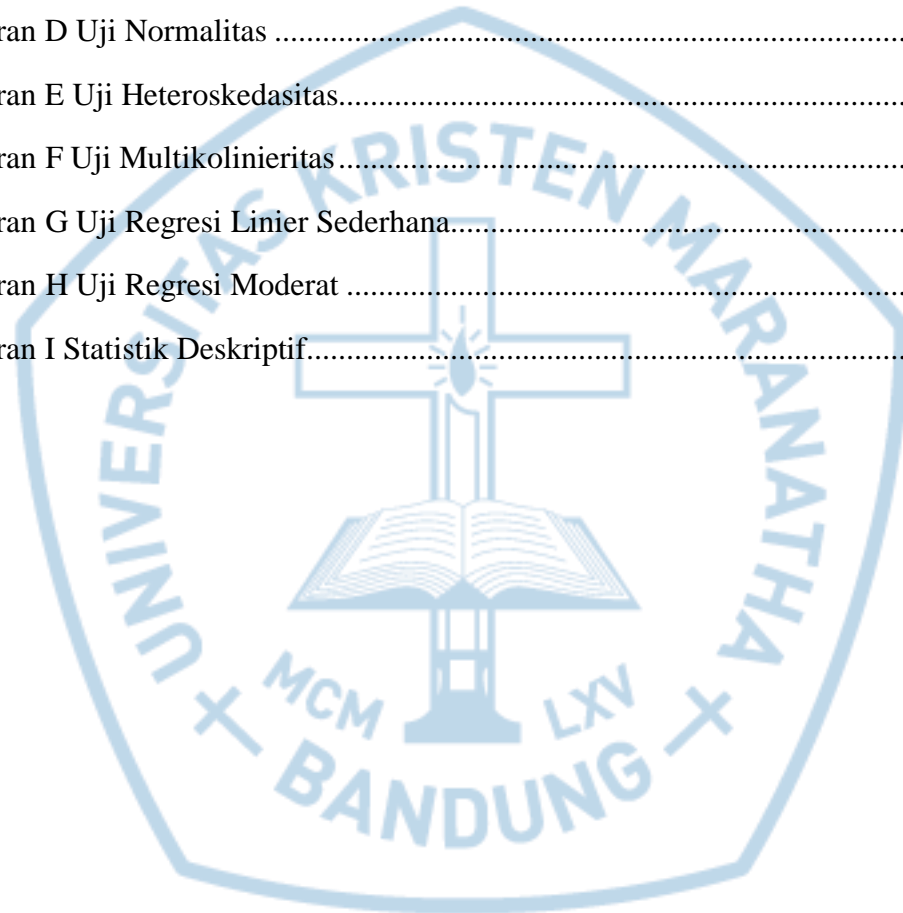 ran D Uji Normalitas ........................................................................
ran E Uji Heteroskedasitas................................................................
ran F Uji Multikolinieritas................................................................
ran G Uji Regresi Linier Sederhana.....................................................
ran H Uji Regresi Moderat ................................................................
ran I Statistik Deskriptif.....................................................................
UNIVERSITAS KRISTEN MARANATHA
MCM LXV
BANDUNG